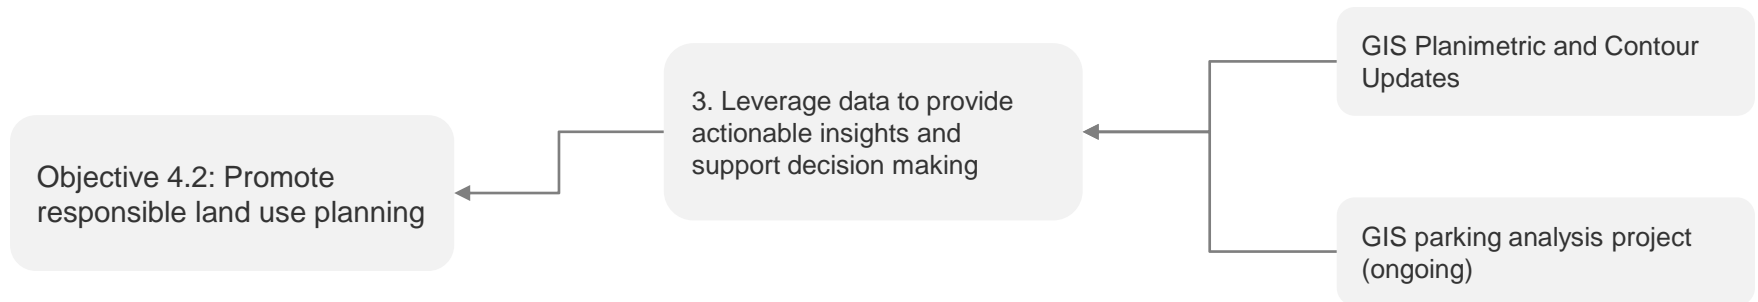 Objective 4.2: Promote
responsible land use planning
3. Leverage data to provide
actionable insights and
support decision making
GIS Planimetric and Contour
Updates
GIS parking analysis project
(ongoing)